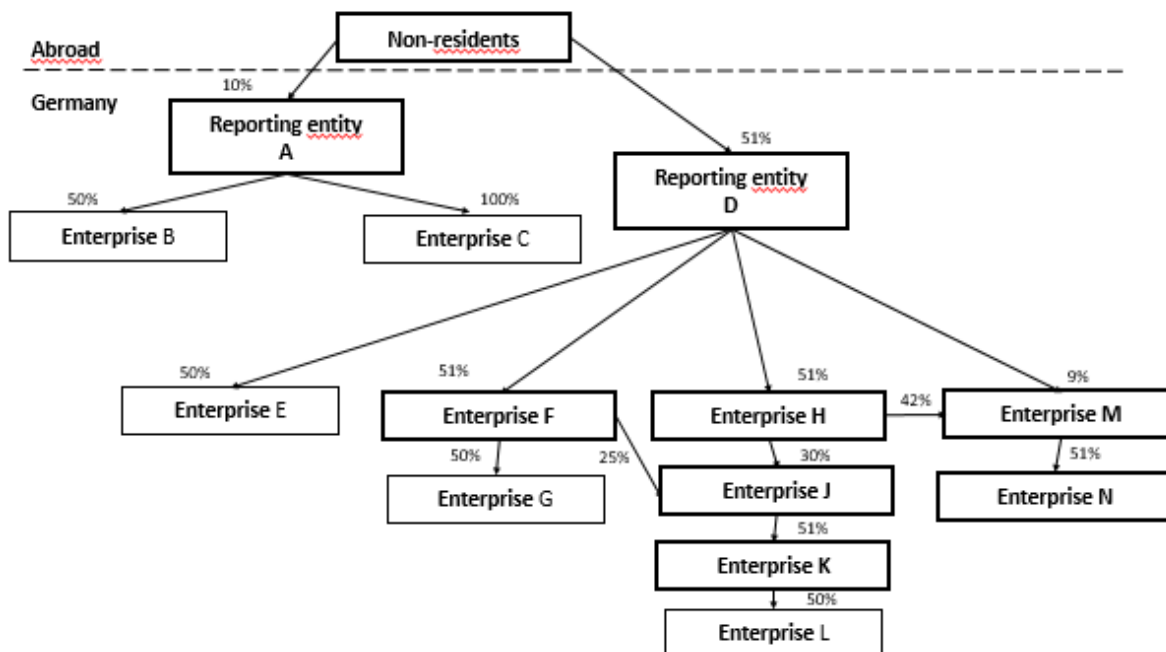 Non-residents
Abroad
10%
Germany
Reporting entity
A
51%
Reporting entity
D
50%
100%
Enterprise B
Enterprise C
50%
51%
51%
9%
Enterprise E
Enterprise F
Enterprise H
42%
Enterprise M
50%
25%
30%
51%
Enterprise G
Enterprise J
Enterprise N
51%
Enterprise K
50%
Enterprise L